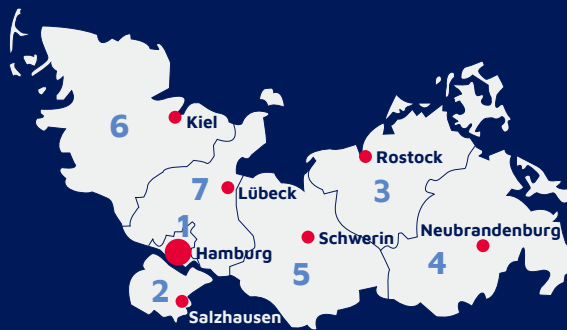 6
Kiel
Rostock
7
Lübeck
3
1
Neubrandenburg
Schwerin
Hamburg
4
5
2
Salzhausen